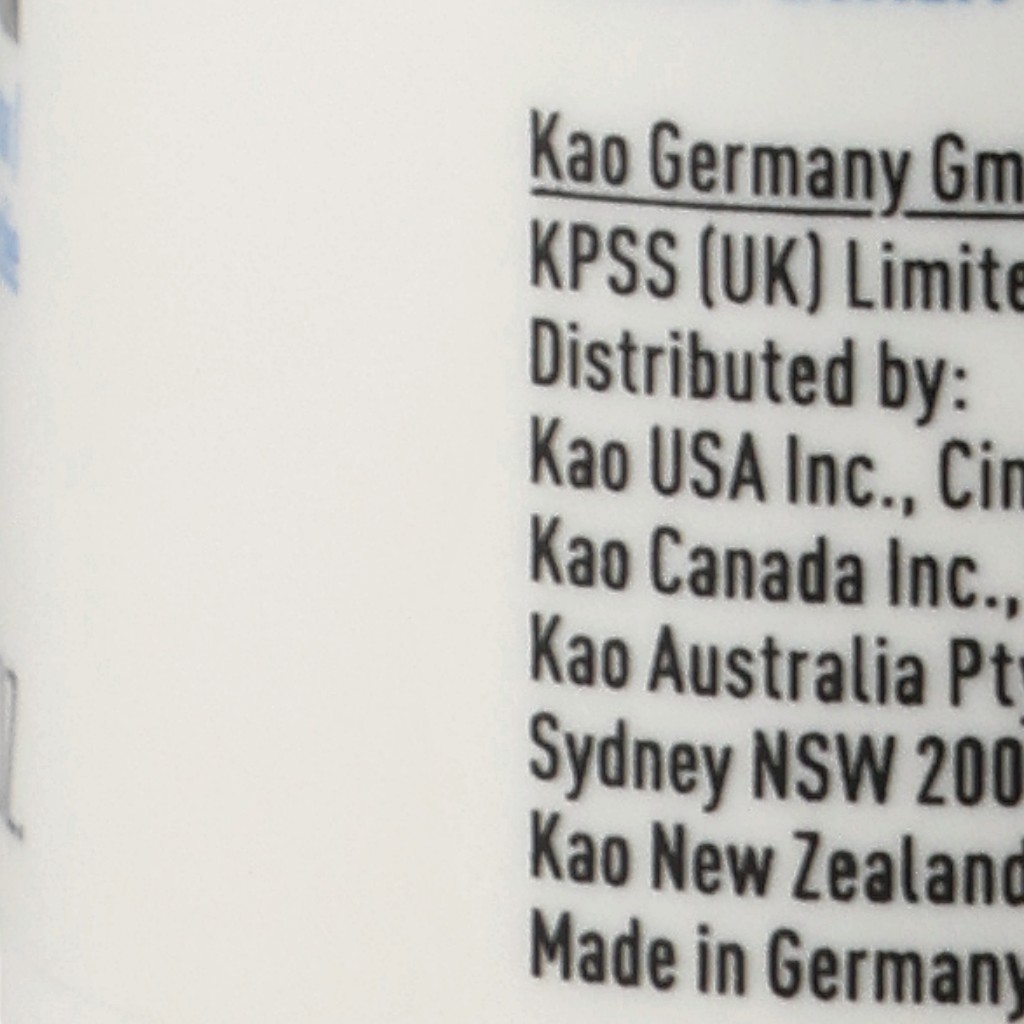 Kao Germany Gm
KPSS (UK) Limite
Distributed by:
Kao USA Inc., Cin
Kao Canada Inc.,
Kao Australia Pty
Sydney NSW 200
Kao New Zealand
Made in Germany